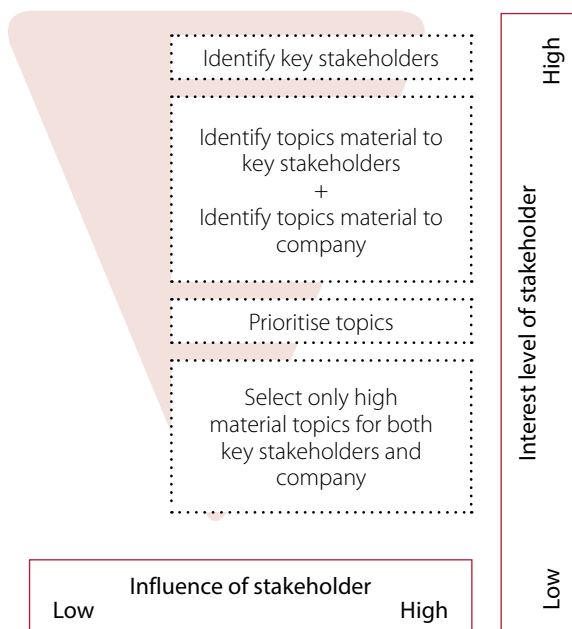 Identify key stakeholders
Identify topics material to
key stakeholders
+
Identify topics material to
company
Prioritise topics
Select only high
material topics for both
key stakeholders and
company
High
Interest level of stakeholder
Low
Influence of stakeholder
Low High